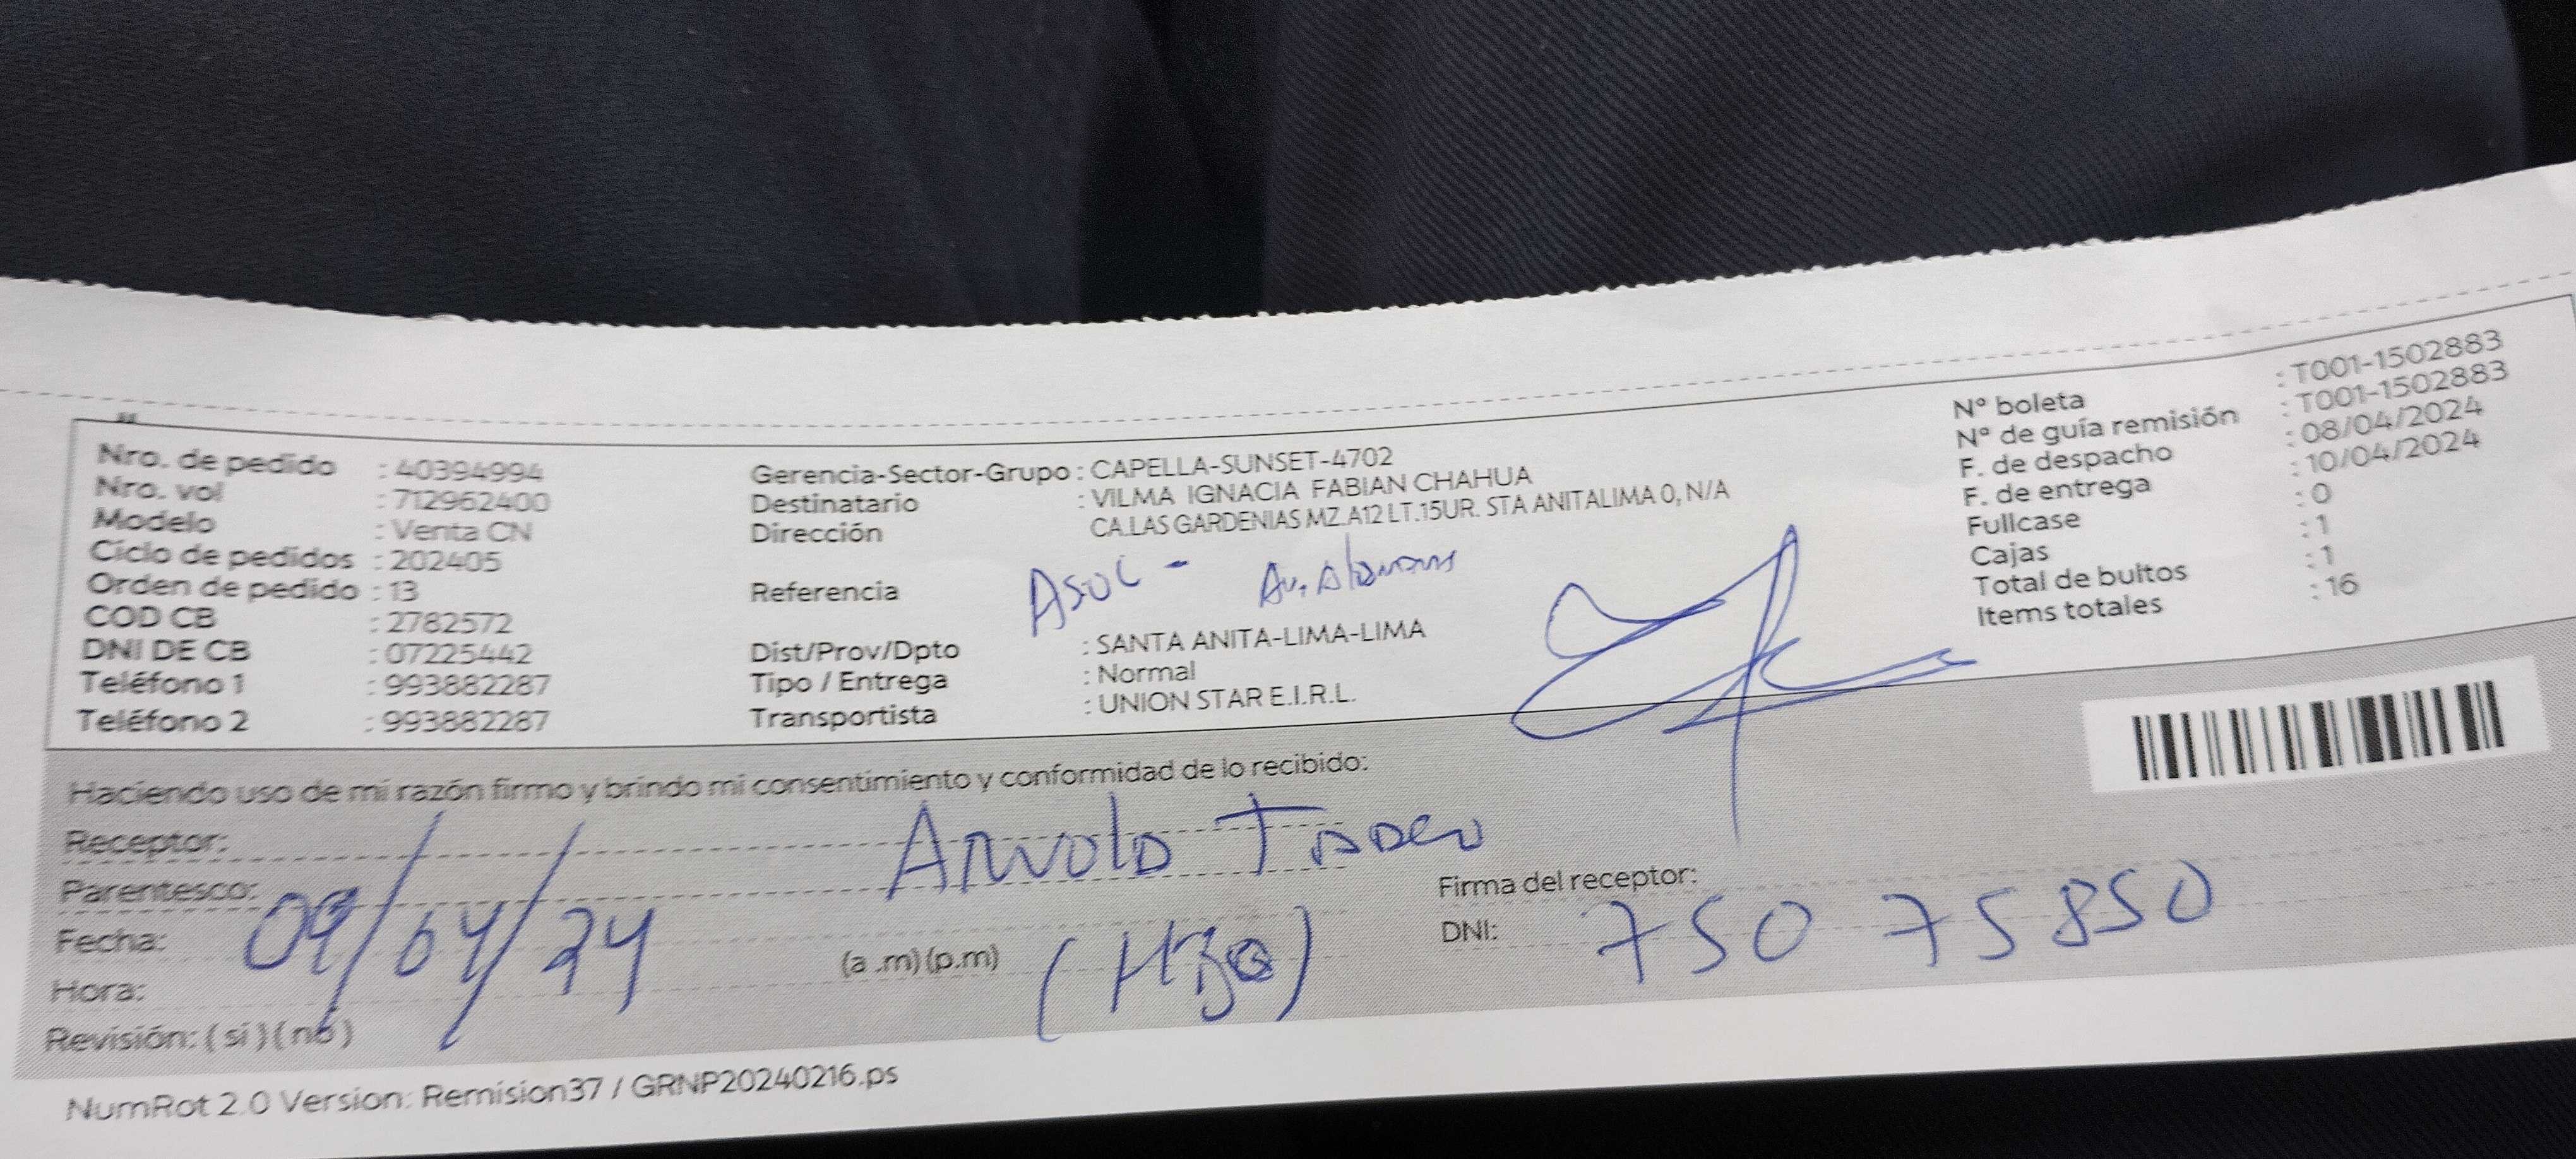 Nro. de pedido : 40394994
Nro. vol : 712962400
Modelo : Venta CN
Ciclo de pedidos : 202405
Orden de pedido : 13
COD CB : 2782572
DNI DE CB : 07225442
Teléfono 1 : 993882287
Teléfono 2 : 993882287
Gerencia-Sector-Grupo : CAPELLA-SUNSET-4702
Destinatario : VILMA IGNACIA FABIAN CHAHUA
Dirección CA.LAS GARDENIAS MZ.A12 LT.15UR. STA ANITALIMA 0, N/A
Referencia Asoc - Av.
Dist/Prov/Dpto : SANTA ANITA-LIMA-LIMA
Tipo / Entrega : Normal
Transportista : UNION STAR E.I.R.L.
N° boleta : T001-1502883
N° de guía remisión : T001-1502883
F. de despacho : 08/04/2024
F. de entrega : 10/04/2024
Fullcase : 0
Cajas : 1
Total de bultos : 1
Items totales : 16
Haciendo uso de mi razón firmo y brindo mi consentimiento y conformidad de lo recibido:
Receptor:
Parentesco:
Fecha: 09/04/24
Hora: (a .m) (p.m) (Hijo)
Revisión: ( si ) ( no )
Firma del receptor:
DNI: 75075850
NumRot 2.0 Version: Remision37 / GRNP20240216.ps